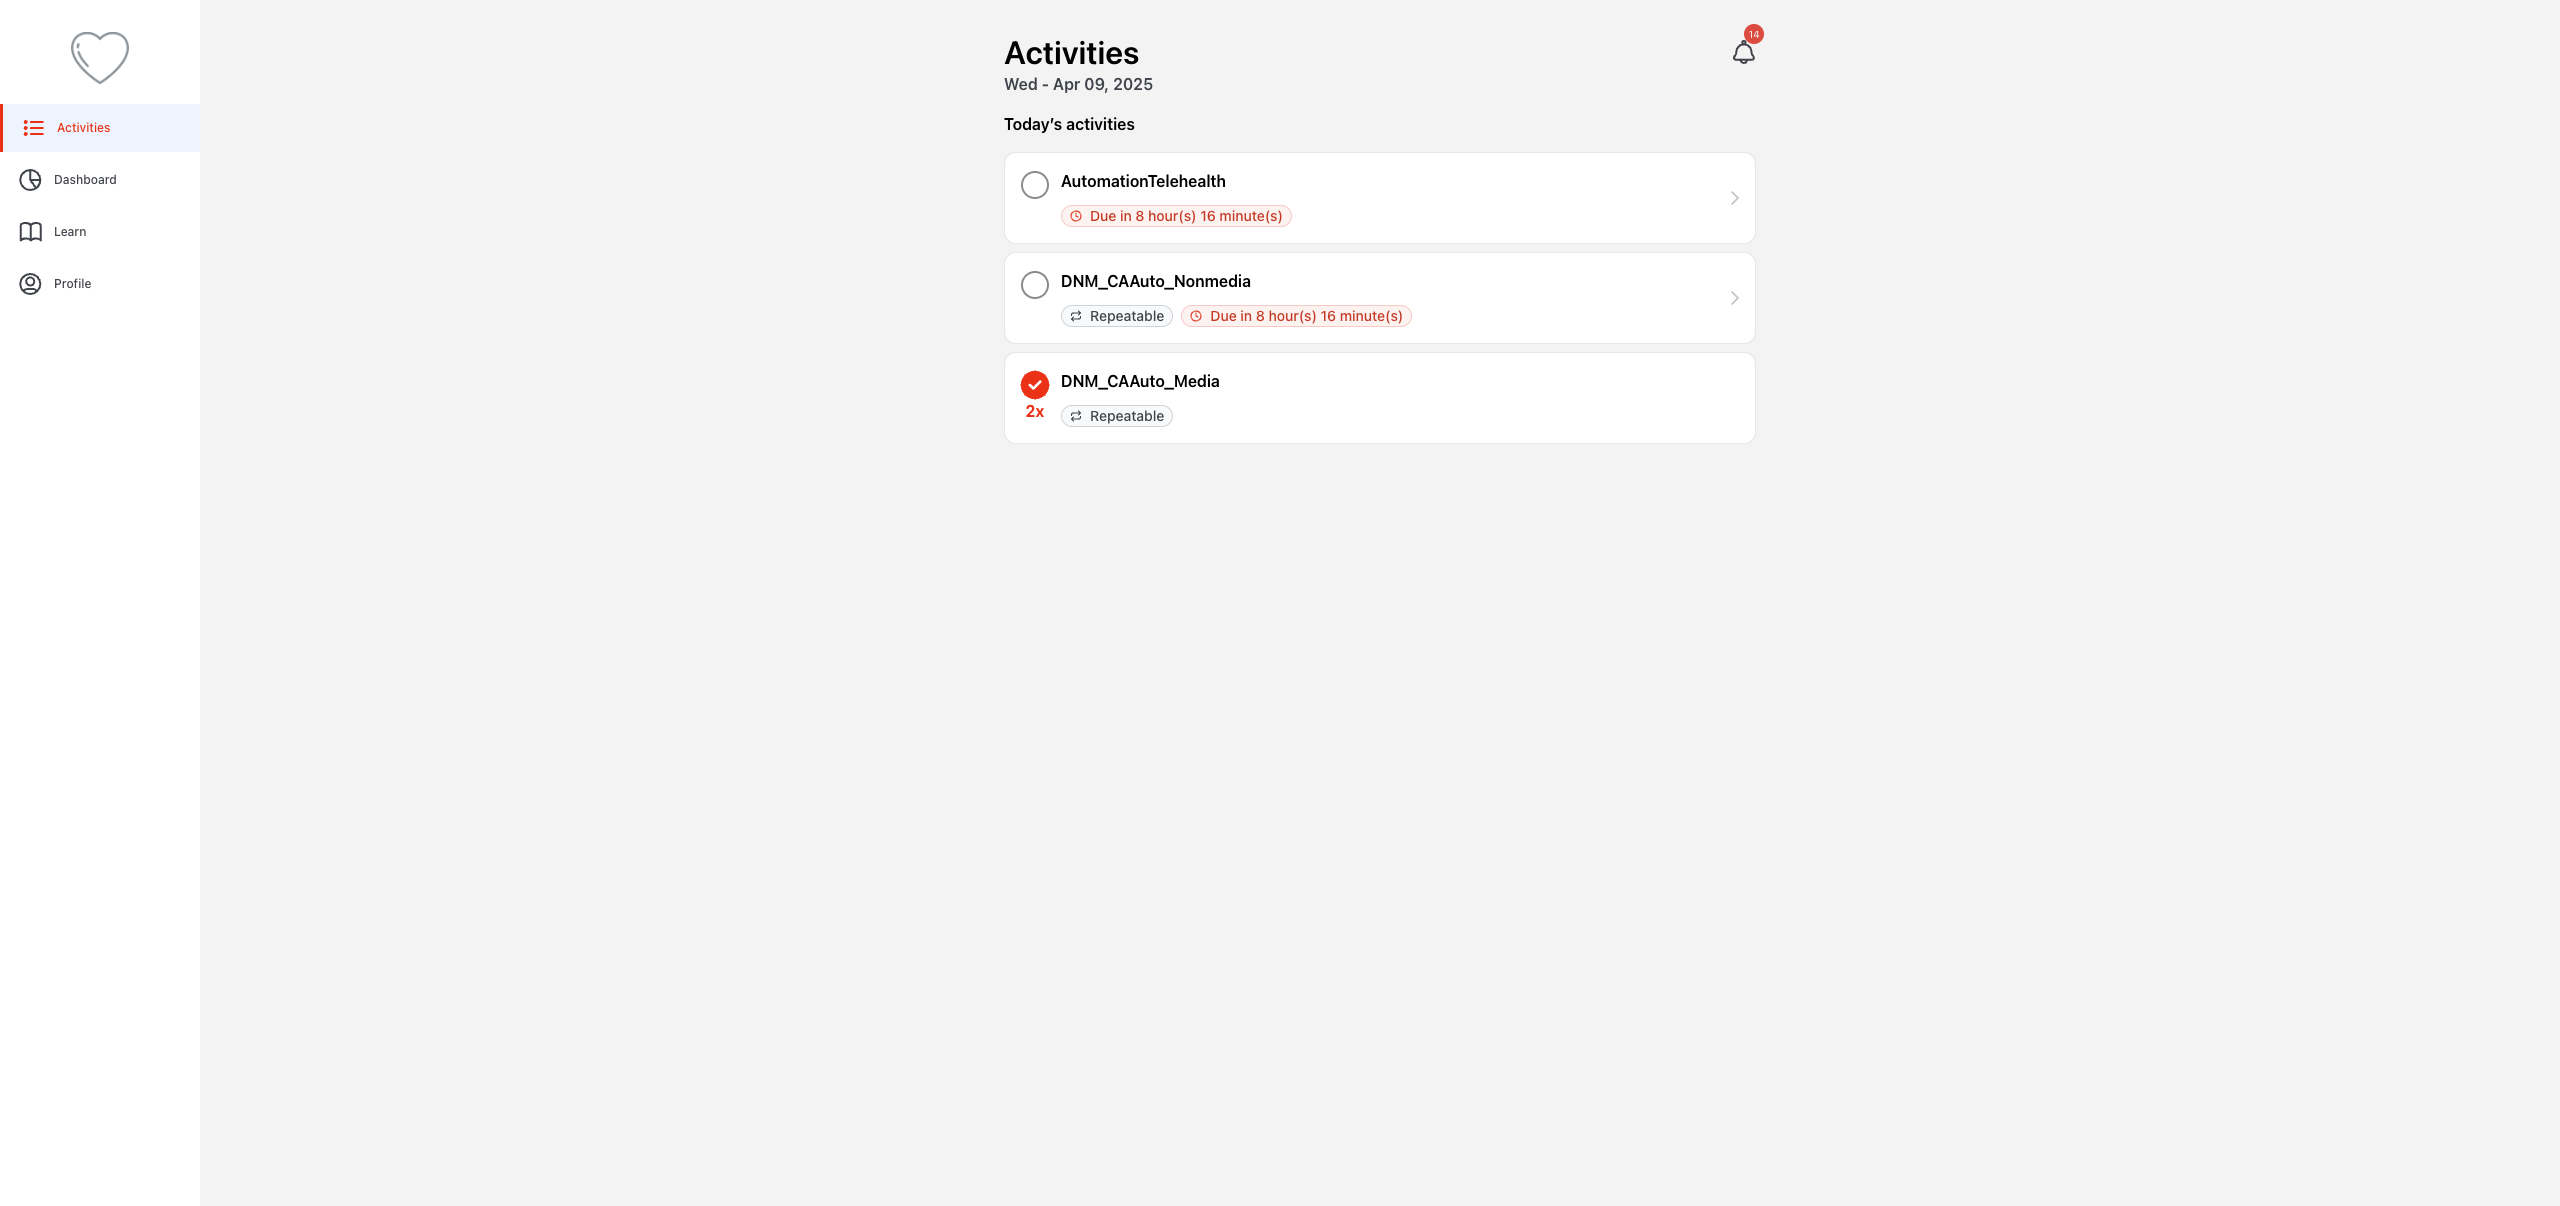 Activities
Dashboard
Learn
Profile
Activities
14
Wed - Apr 09, 2025
Today's activities
AutomationTelehealth
Due in 8 hour(s) 16 minute(s)
DNM_CAAuto_Nonmedia
Repeatable Due in 8 hour(s) 16 minute(s)
DNM_CAAuto_Media
2x
Repeatable